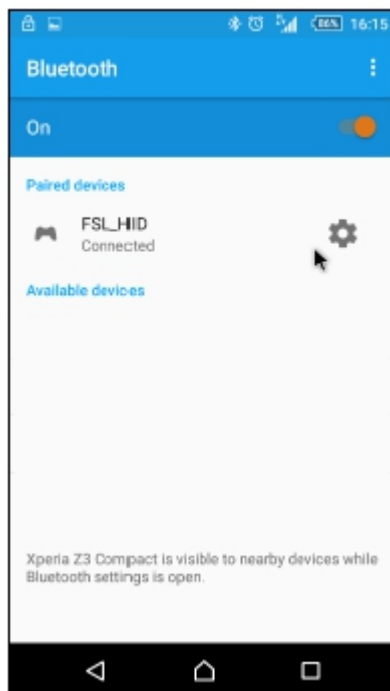 86% 16:15
Bluetooth
On
Paired devices
FSL_HID
Connected
Available devices
Xperia Z3 Compact is visible to nearby devices while
Bluetooth settings is open.